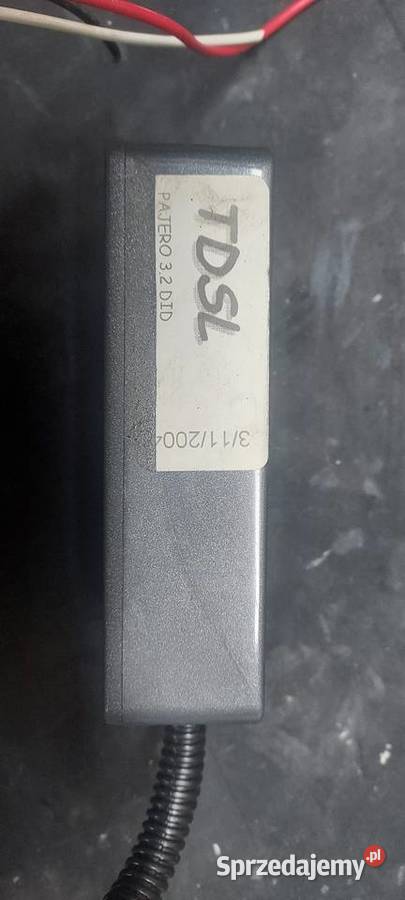 TDSL
PAJERO 3.2 DID
3/11/2004
Sprzedajemy.pl